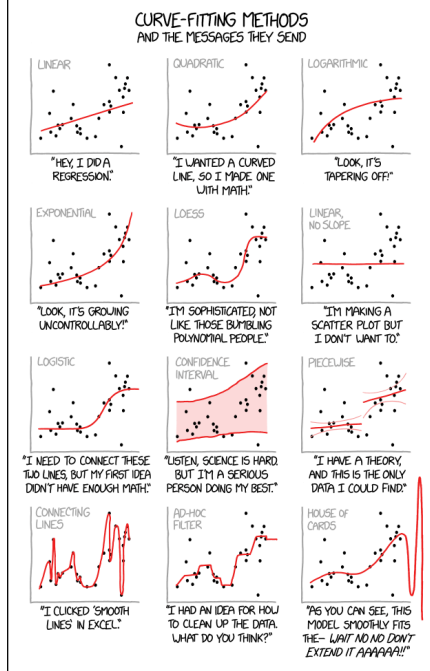 CURVE-FITTING METHODS
AND THE MESSAGES THEY SEND
LINEAR
"HEY, I DID A
REGRESSION."
QUADRATIC
"I WANTED A CURVED
LINE, SO I MADE ONE
WITH MATH."
LOGARITHMIC
"LOOK, IT'S
TAPERING OFF!"
EXPONENTIAL
"LOOK, IT'S GROWING
UNCONTROLLABLY!"
LOESS
"I'M SOPHISTICATED, NOT
LIKE THOSE BUMBLING
POLYNOMIAL PEOPLE."
LINEAR,
NO SLOPE
"I'M MAKING A
SCATTER PLOT BUT
I DON'T WANT TO."
LOGISTIC
"I NEED TO CONNECT THESE
TWO LINES, BUT MY FIRST IDEA
DIDN'T HAVE ENOUGH MATH."
CONFIDENCE
INTERVAL
"LISTEN, SCIENCE IS HARD.
BUT I'M A SERIOUS
PERSON DOING MY BEST."
PIECEWISE
"I HAVE A THEORY,
AND THIS IS THE ONLY
DATA I COULD FIND."
CONNECTING
LINES
"I CLICKED 'SMOOTH
LINES' IN EXCEL."
AD-HOC
FILTER
"I HAD AN IDEA FOR HOW
TO CLEAN UP THE DATA.
WHAT DO YOU THINK?"
HOUSE OF
CARDS
"AS YOU CAN SEE, THIS
MODEL SMOOTHLY FITS
THE- WAIT NO NO DON'T
EXTEND IT AAAAAA!!"